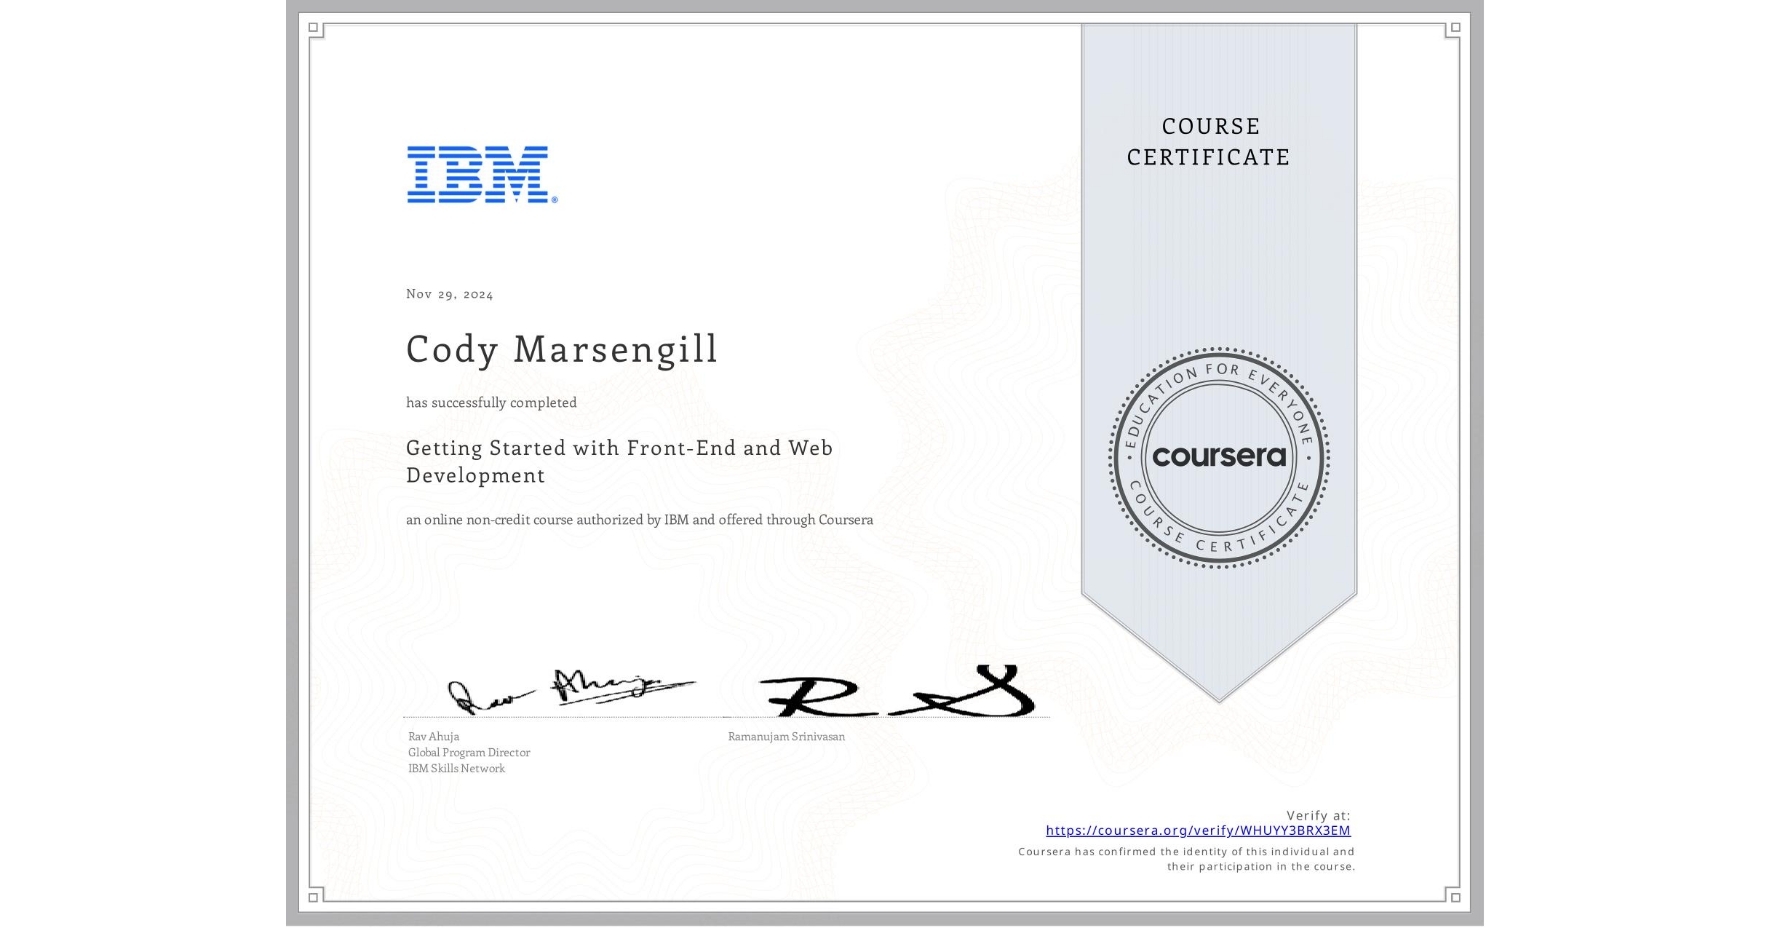 COURSE
CERTIFICATE
IBM®
Nov 29, 2024
Cody Marsengill
has successfully completed
Getting Started with Front-End and Web
Development
an online non-credit course authorized by IBM and offered through Coursera
EDUCATION FOR EVERYONE
coursera
COURSE CERTIFICATE
Rav Ahuja
Global Program Director
IBM Skills Network
Ramanujam Srinivasan
Verify at:
https://coursera.org/verify/WHUYY3BRX3EM
Coursera has confirmed the identity of this individual and
their participation in the course.